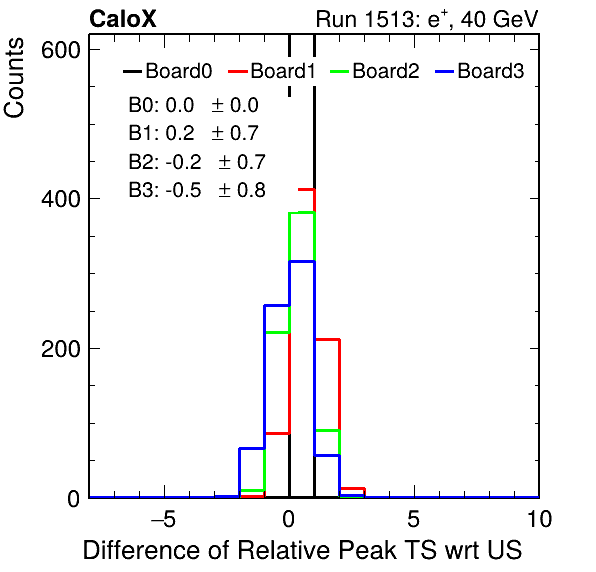 CaloX Run 1513: e⁺, 40 GeV
Counts
600
Board0 Board1 Board2 Board3
B0: 0.0 ± 0.0
B1: 0.2 ± 0.7
B2: -0.2 ± 0.7
B3: -0.5 ± 0.8
400
200
0
−5 0 5 10
Difference of Relative Peak TS wrt US